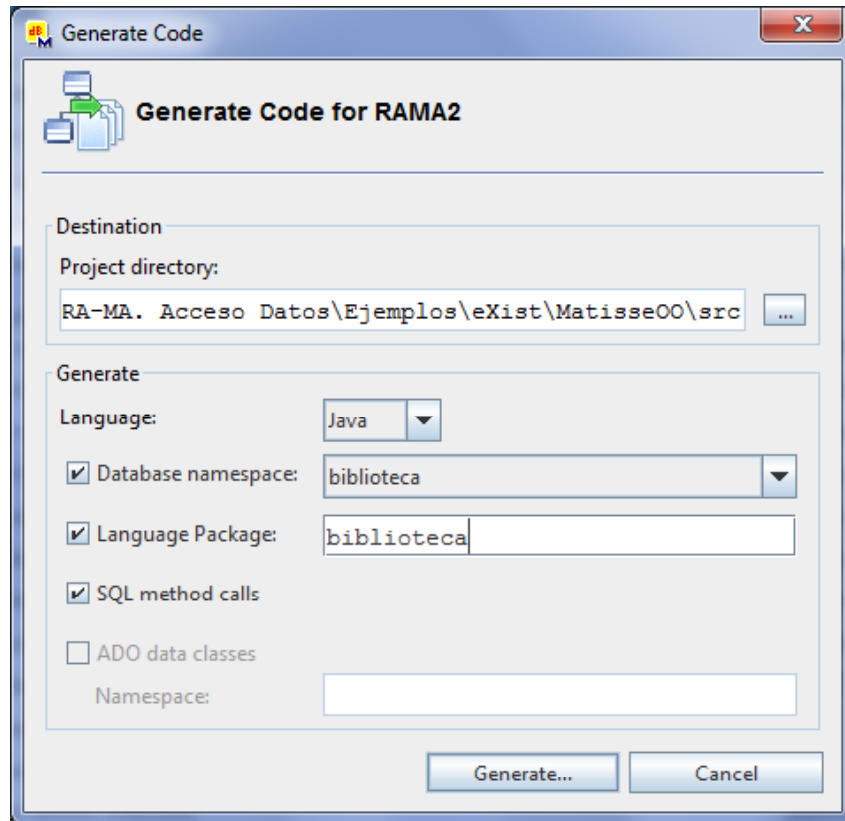 dB
M
Generate Code
Generate Code for RAMA2
Destination
Project directory:
RA-MA. Acceso Datos\Ejemplos\eXist\MatisseOO\src
...
Generate
Language:
Java
Database namespace:
biblioteca
Language Package:
biblioteca
SQL method calls
ADO data classes
Namespace:
Generate...
Cancel